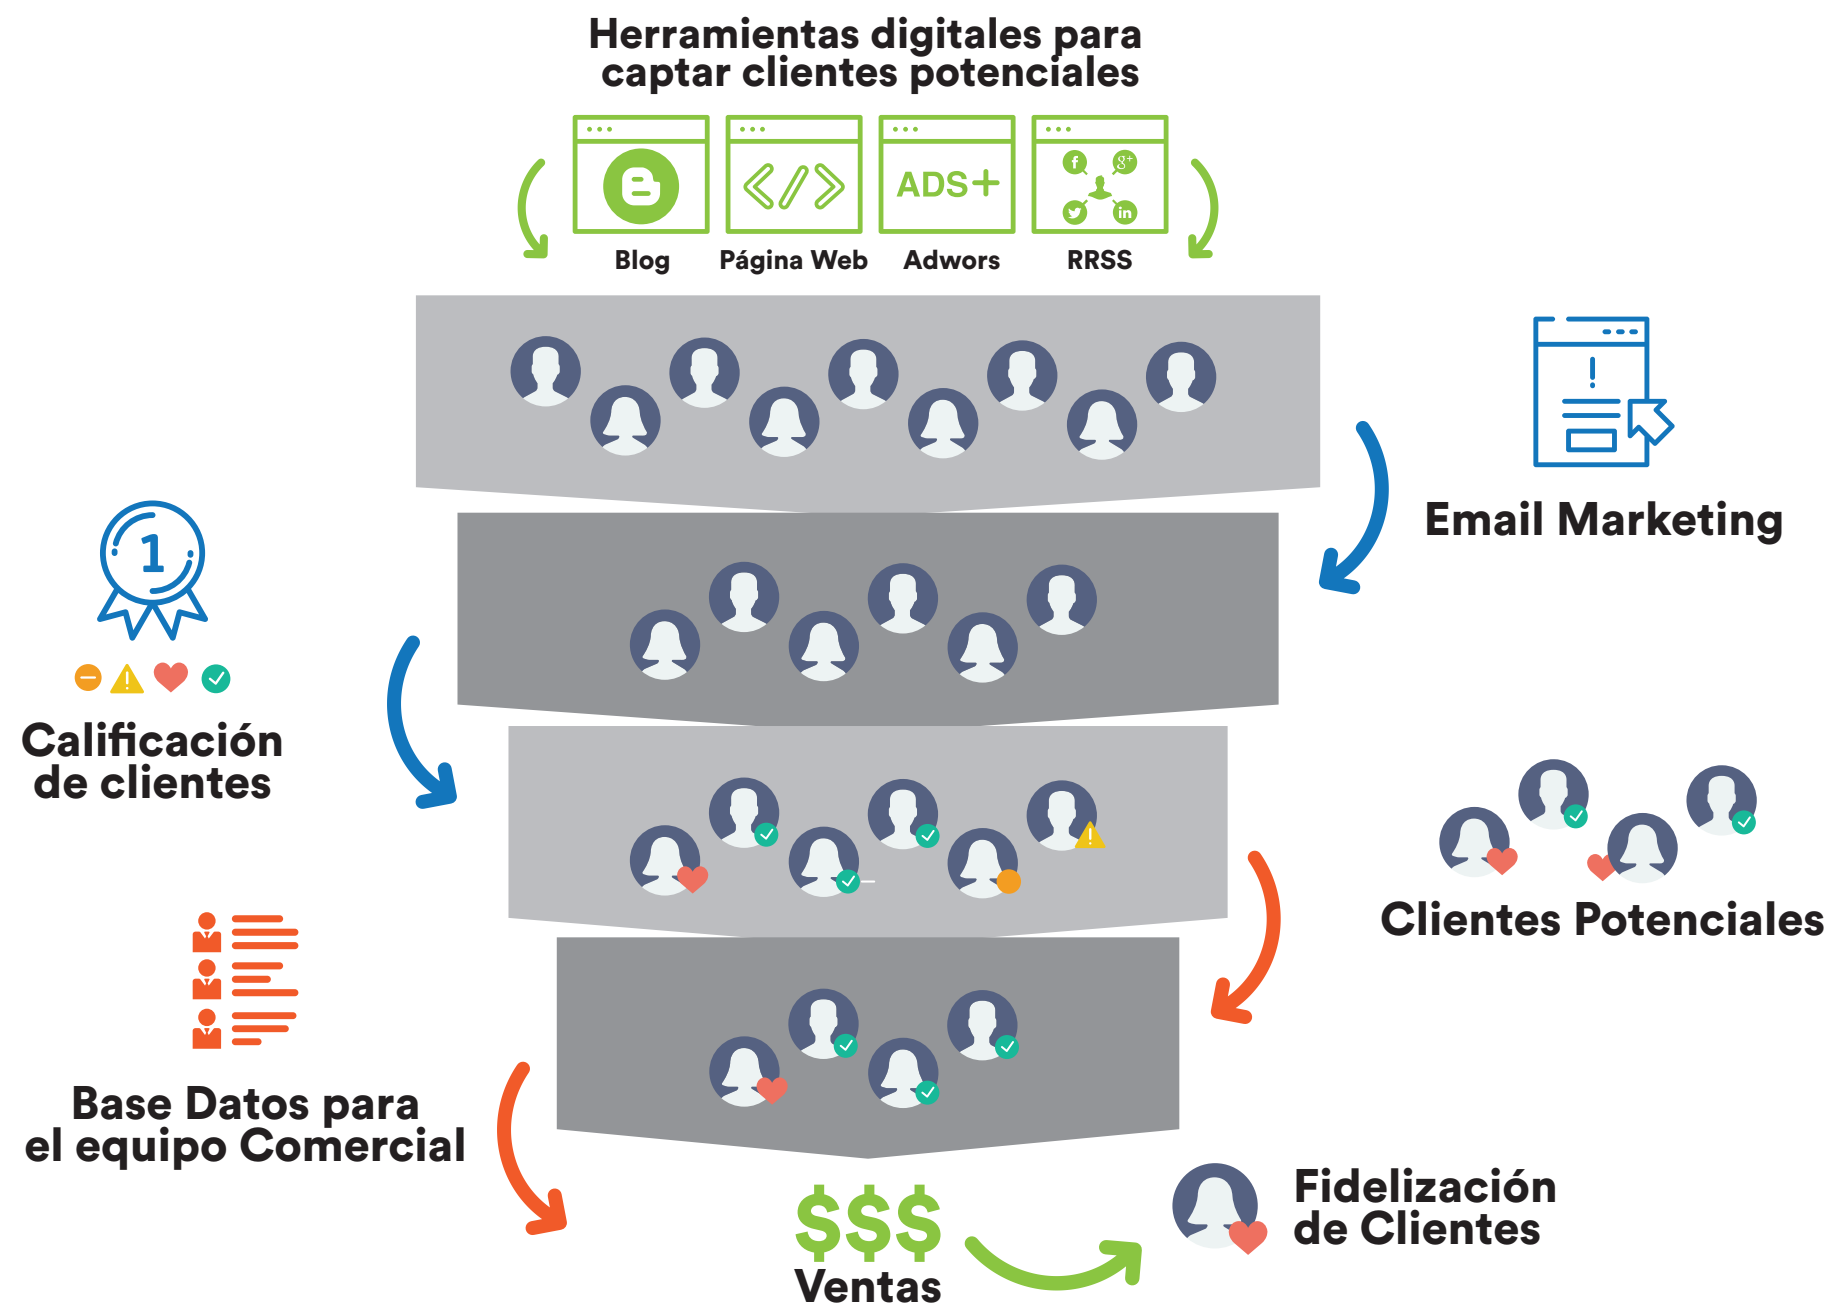 Herramientas digitales para
captar clientes potenciales
ADS+
f
g+
in
Blog
Página Web
Adwors
RRSS
Email Marketing
1
Calificación
de clientes
Clientes Potenciales
Base Datos para
el equipo Comercial
$$$
Ventas
Fidelización
de Clientes